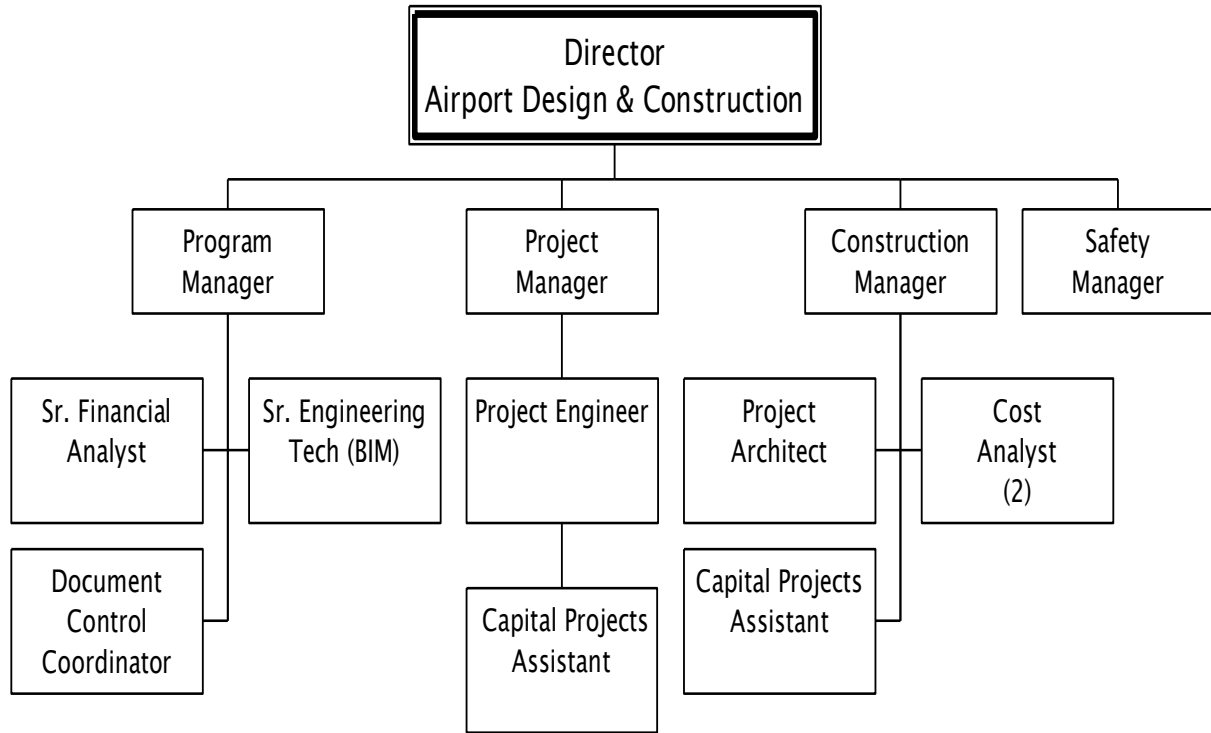 Director
Airport Design & Construction
Program
Manager
Project
Manager
Construction
Manager
Safety
Manager
Sr. Financial
Analyst
Sr. Engineering
Tech (BIM)
Project Engineer
Project
Architect
Cost
Analyst
(2)
Document
Control
Coordinator
Capital Projects
Assistant
Capital Projects
Assistant